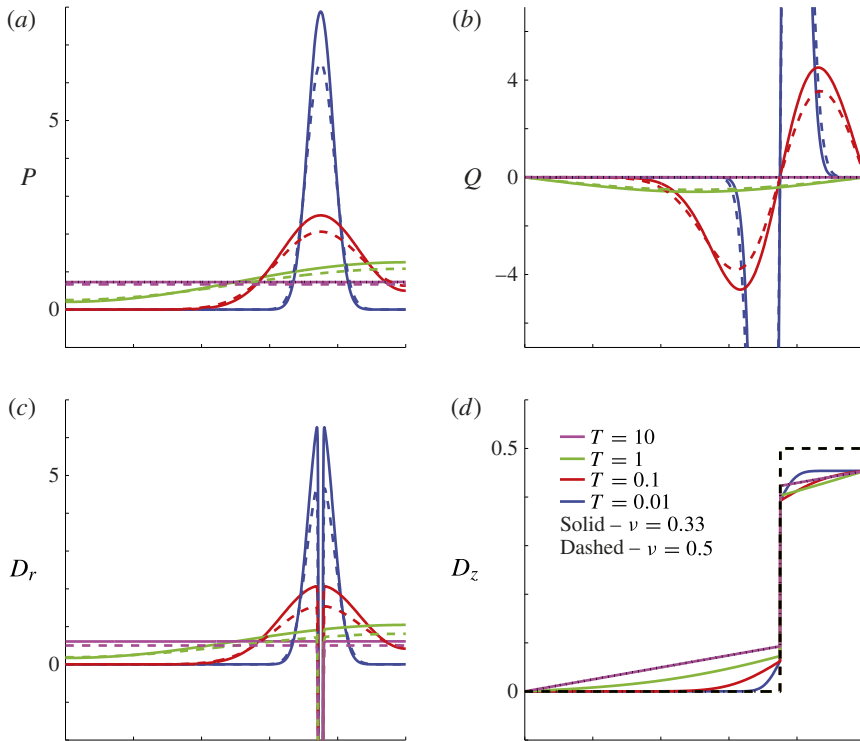 (a)
5
P
0
(b)
4
Q
0
−4
(c)
5
D_r
0
(d)
0.5
T = 10
T = 1
T = 0.1
T = 0.01
Solid – ν = 0.33
Dashed – ν = 0.5
D_z
0